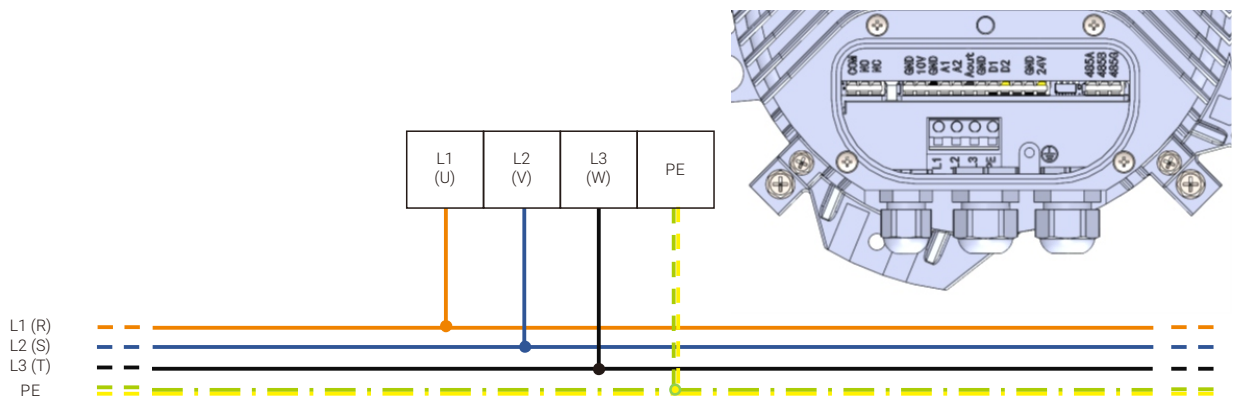 COM NO NC GND 10V GND A1 A2 Aout GND D1 D2 GND 24V 485A 485B 485G
L1 L2 L3 PE
L1 L2 L3 PE
(U) (V) (W)
L1 (R)
L2 (S)
L3 (T)
PE